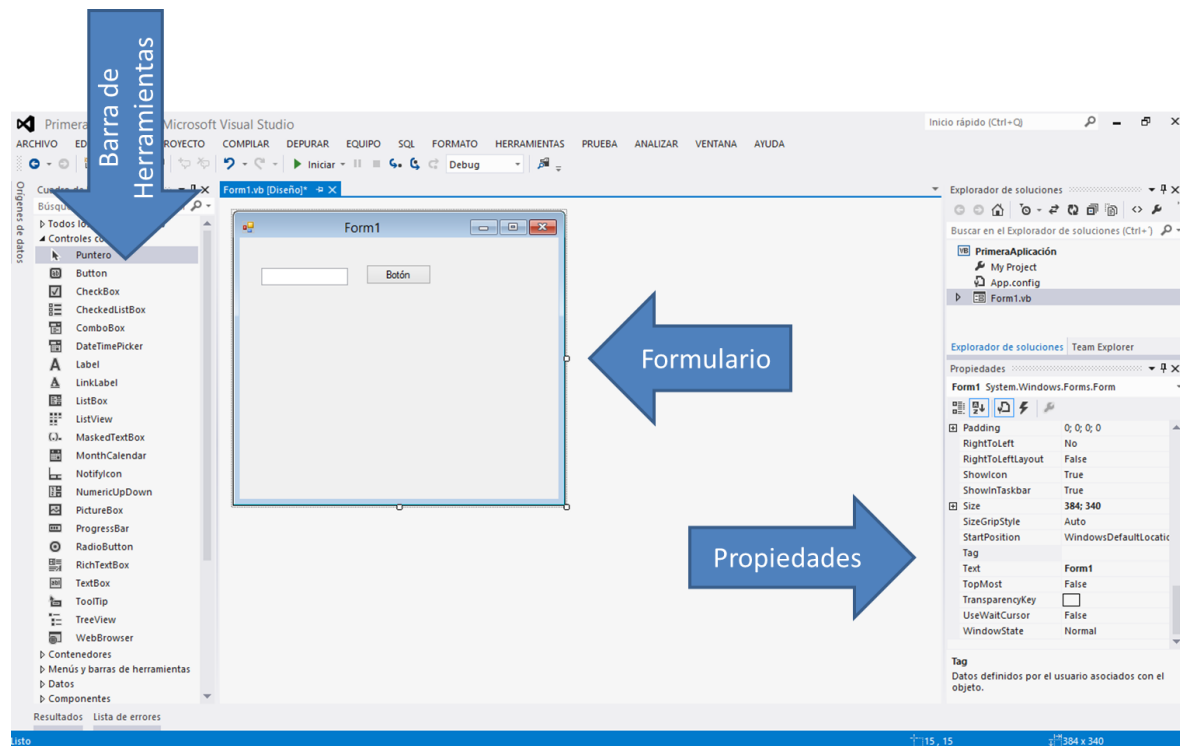 Barra de
Herramientas
Primera
Microsoft Visual Studio
Inicio rápido (Ctrl+Q)
ARCHIVO
PROYECTO COMPILAR DEPURAR EQUIPO SQL FORMATO HERRAMIENTAS PRUEBA ANALIZAR VENTANA AYUDA
Iniciar
Debug
Orígenes de datos
Form1.vb [Diseño]*
Todos
Controles
Puntero
Button
CheckBox
CheckedListBox
ComboBox
DateTimePicker
Label
LinkLabel
ListBox
ListView
MaskedTextBox
MonthCalendar
NotifyIcon
NumericUpDown
PictureBox
ProgressBar
RadioButton
RichTextBox
TextBox
ToolTip
TreeView
WebBrowser
Contenedores
Menús y barras de herramientas
Datos
Componentes
Resultados Lista de errores
Form1
Botón
Formulario
Propiedades
Explorador de soluciones
Buscar en el Explorador de soluciones (Ctrl+´)
PrimeraAplicación
My Project
App.config
Form1.vb
Explorador de soluciones Team Explorer
Propiedades
Form1 System.Windows.Forms.Form
Padding 0; 0; 0; 0
RightToLeft No
RightToLeftLayout False
ShowIcon True
ShowInTaskbar True
Size 384; 340
SizeGripStyle Auto
StartPosition WindowsDefaultLocatic
Tag
Text Form1
TopMost False
TransparencyKey
UseWaitCursor False
WindowState Normal
Tag
Datos definidos por el usuario asociados con el
objeto.
Listo
15 , 15
384 x 340